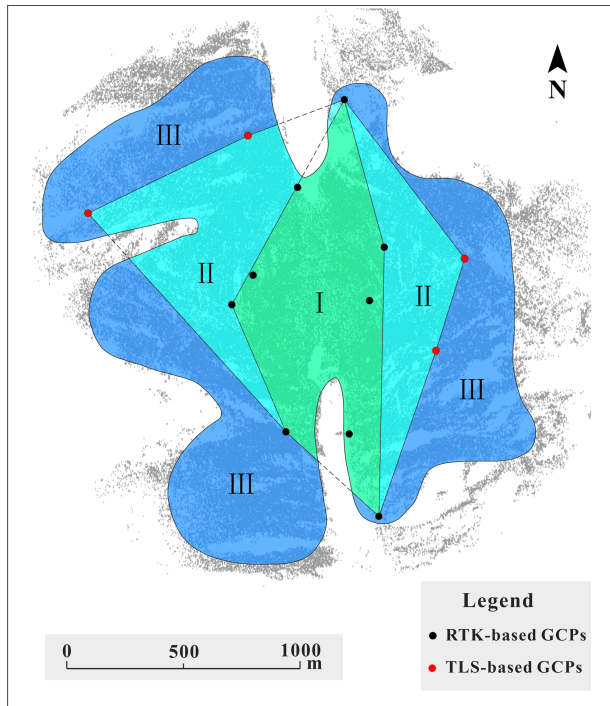 N
III
II
I
II
III
III
Legend
RTK-based GCPs
TLS-based GCPs
0 500 1000
m